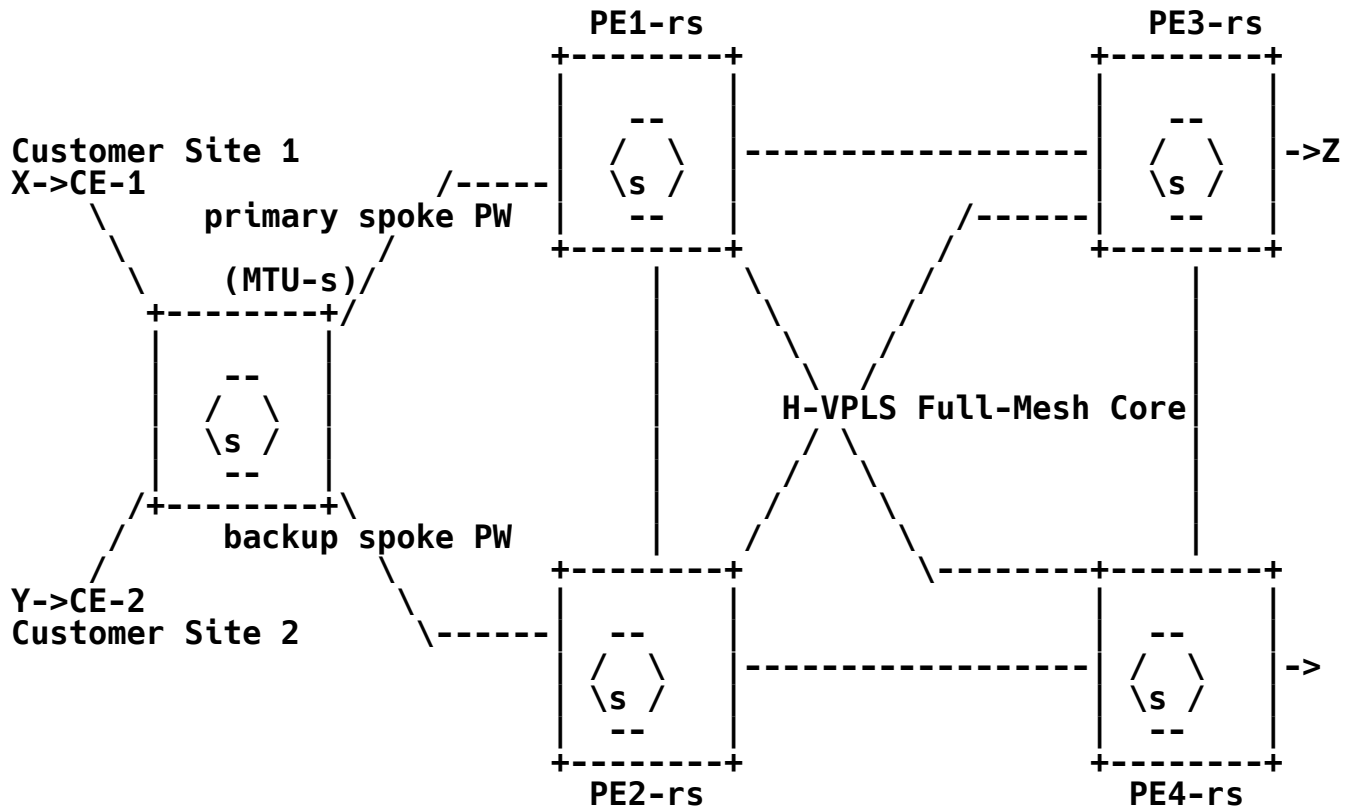 PE1-rs PE3-rs
Customer Site 1
->Z
X->CE-1
s s
primary spoke PW
(MTU-s)
H-VPLS Full-Mesh Core
s
backup spoke PW
Y->CE-2
Customer Site 2
->
s s
PE2-rs PE4-rs